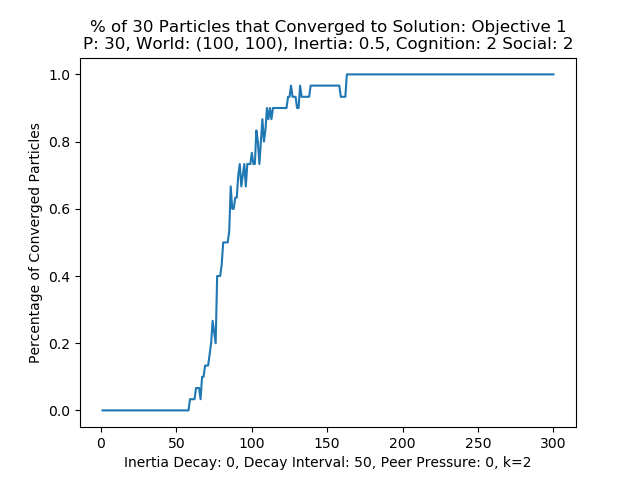 % of 30 Particles that Converged to Solution: Objective 1
P: 30, World: (100, 100), Inertia: 0.5, Cognition: 2 Social: 2
Percentage of Converged Particles
1.0
0.8
0.6
0.4
0.2
0.0
0 50 100 150 200 250 300
Inertia Decay: 0, Decay Interval: 50, Peer Pressure: 0, k=2